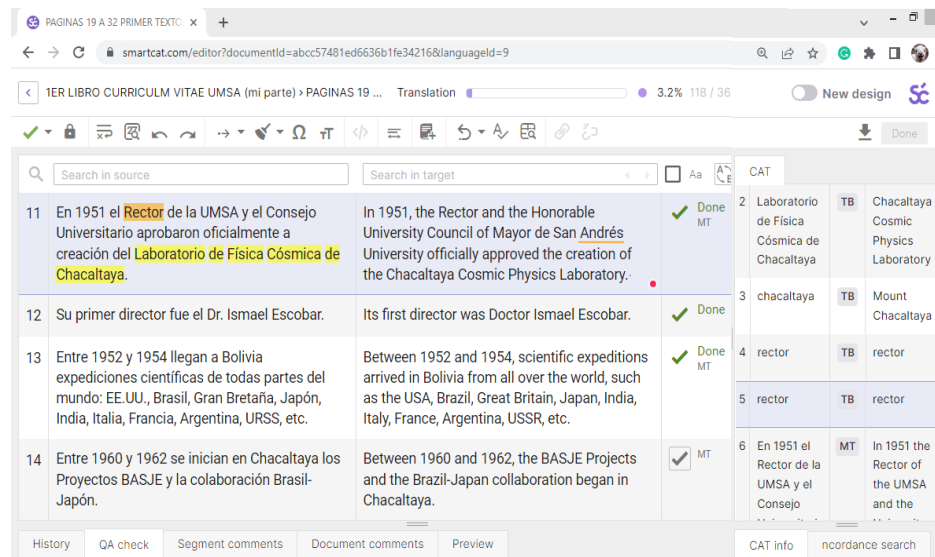 PAGINAS 19 A 32 PRIMER TEXTO
smartcat.com/editor?documentId=abcc57481ed6636b1fe34216&languageId=9
1ER LIBRO CURRICULM VITAE UMSA (mi parte) › PAGINAS 19 ... Translation 3.2% 118 / 36 New design Sc
Done
Search in source
Search in target
Aa
11
En 1951 el Rector de la UMSA y el Consejo
Universitario aprobaron oficialmente a
creación del Laboratorio de Física Cósmica de
Chacaltaya.
In 1951, the Rector and the Honorable
University Council of Mayor de San Andrés
University officially approved the creation of
the Chacaltaya Cosmic Physics Laboratory.
Done
MT
12
Su primer director fue el Dr. Ismael Escobar.
Its first director was Doctor Ismael Escobar.
Done
13
Entre 1952 y 1954 llegan a Bolivia
expediciones científicas de todas partes del
mundo: EE.UU., Brasil, Gran Bretaña, Japón,
India, Italia, Francia, Argentina, URSS, etc.
Between 1952 and 1954, scientific expeditions
arrived in Bolivia from all over the world, such
as the USA, Brazil, Great Britain, Japan, India,
Italy, France, Argentina, USSR, etc.
Done
MT
14
Entre 1960 y 1962 se inician en Chacaltaya los
Proyectos BASJE y la colaboración Brasil-
Japón.
Between 1960 and 1962, the BASJE Projects
and the Brazil-Japan collaboration began in
Chacaltaya.
MT
History QA check Segment comments Document comments Preview
CAT
2
Laboratorio
de Física
Cósmica de
Chacaltaya
TB
Chacaltaya
Cosmic
Physics
Laboratory
3
chacaltaya
TB
Mount
Chacaltaya
4 rector TB rector
5 rector TB rector
6
En 1951 el
Rector de la
UMSA y el
Consejo
MT
In 1951 the
Rector of
the UMSA
and the
CAT info ncordance search